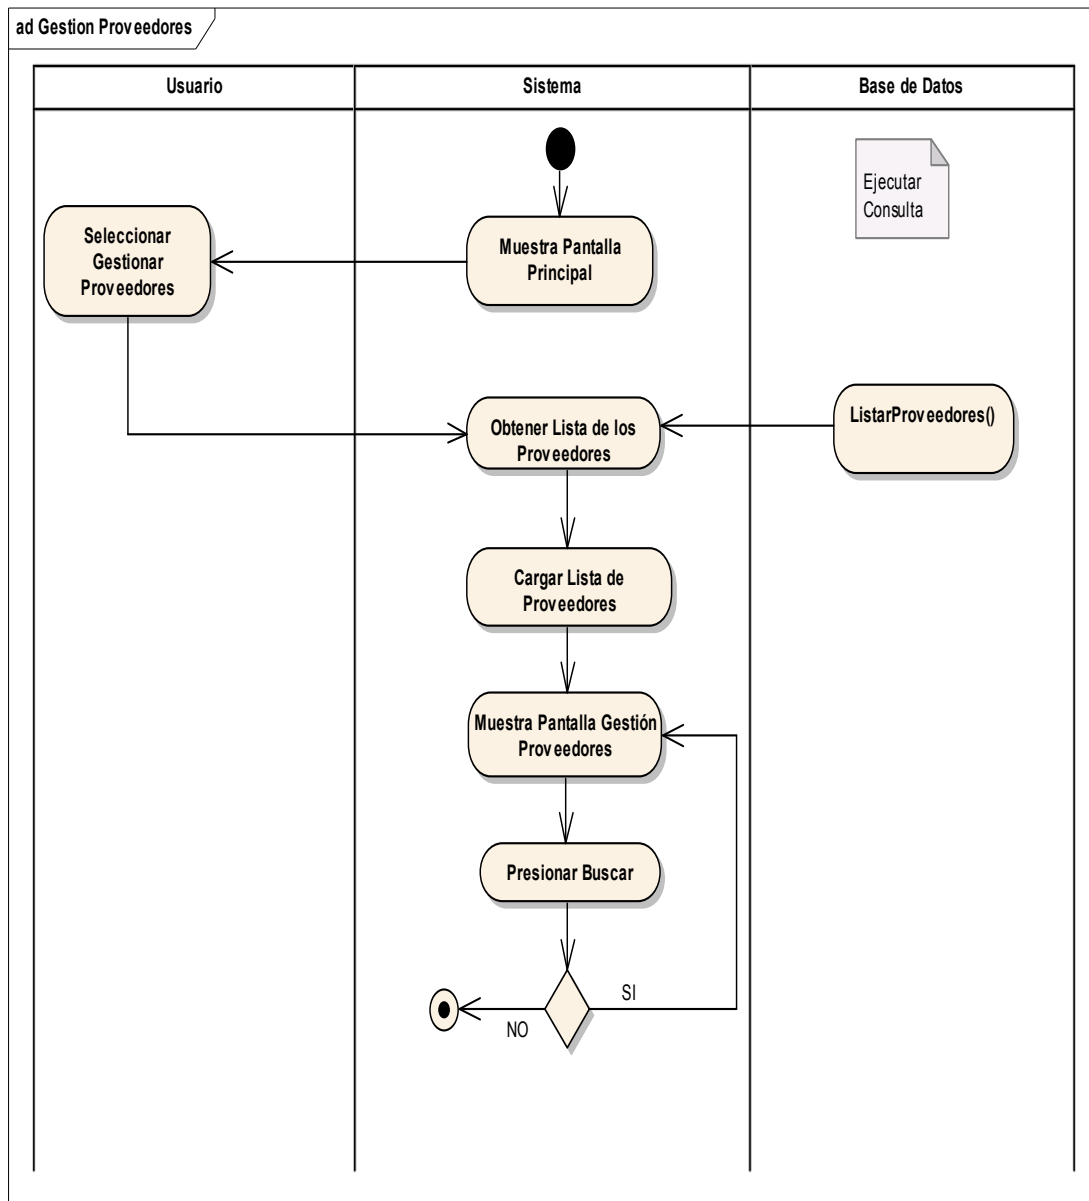 ad Gestion Proveedores
Usuario
Sistema
Base de Datos
Ejecutar
Consulta
Seleccionar
Gestionar
Proveedores
Muestra Pantalla
Principal
Obtener Lista de los
Proveedores
ListarProveedores()
Cargar Lista de
Proveedores
Muestra Pantalla Gestión
Proveedores
Presionar Buscar
SI
NO